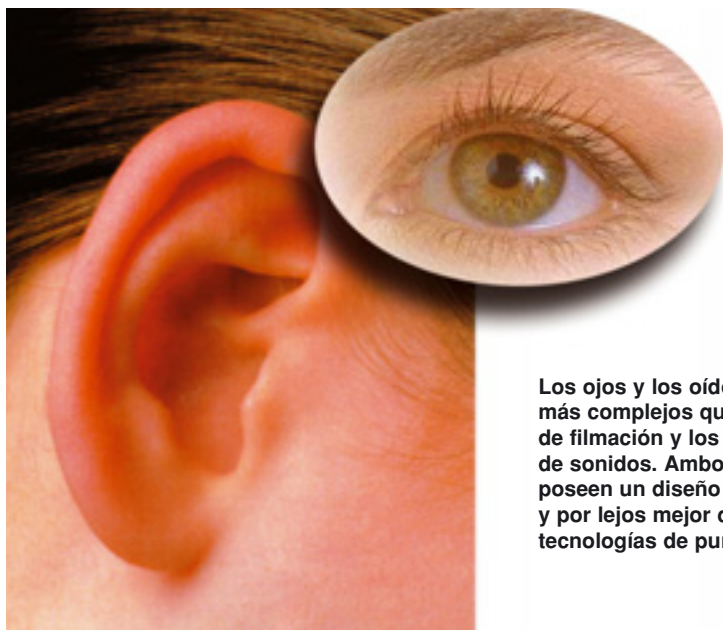 Los ojos y los
más complejos
de filmación y los
de sonidos.
poseen un diseño
y por lejos mejor
tecnologías de